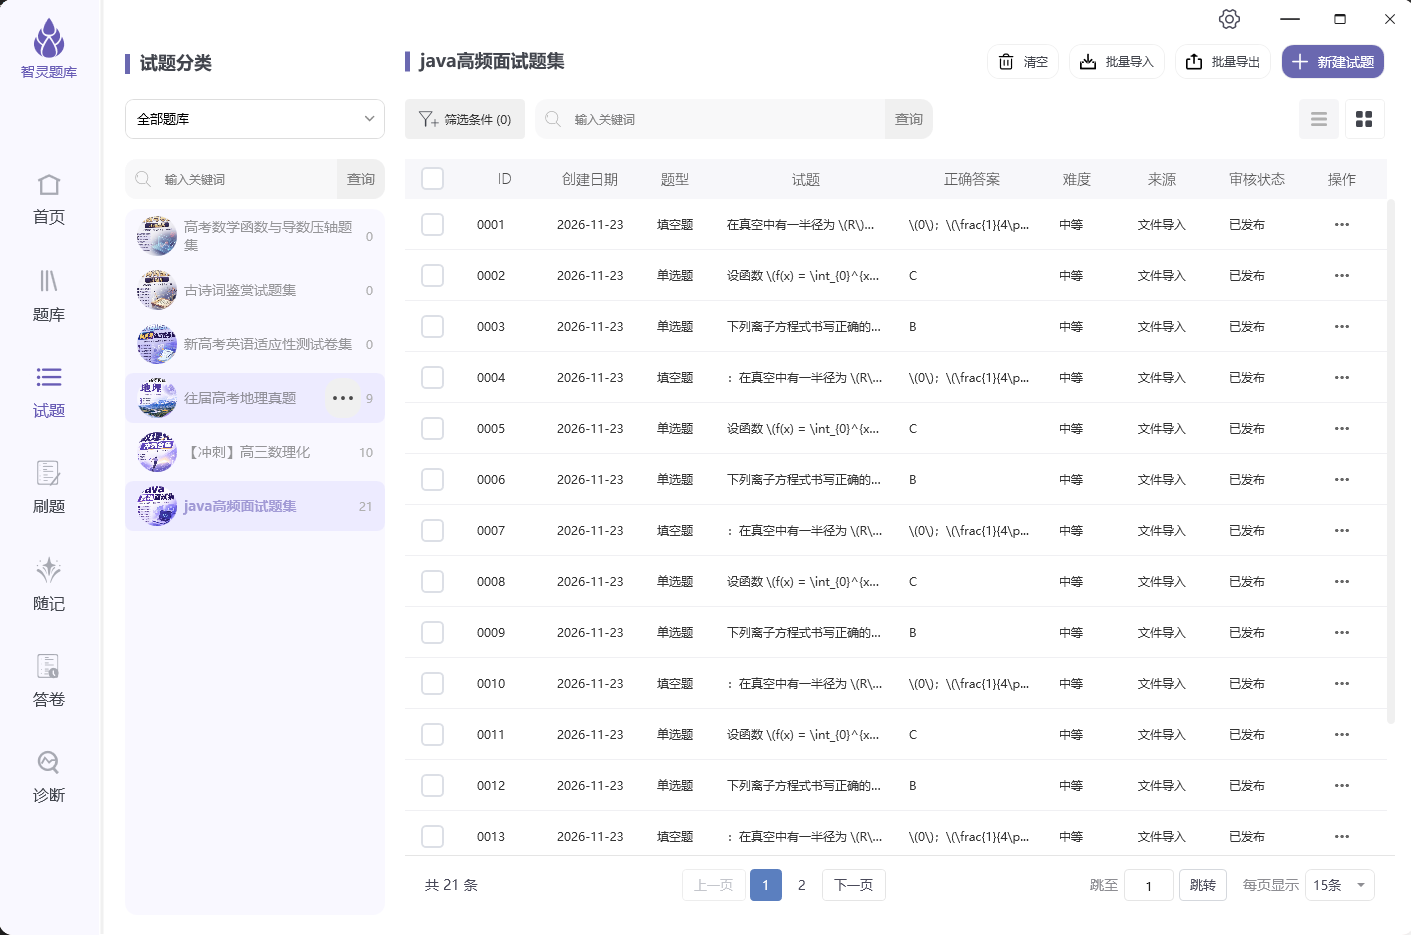 智灵题库
首页
题库
试题
刷题
随记
答卷
诊断
试题分类
全部题库
输入关键词 查询
高考数学函数与导数压轴题集 0
古诗词鉴赏试题集 0
新高考英语适应性测试卷集 0
往届高考地理真题 ••• 9
【冲刺】高三数理化 10
java高频面试题集 21
java高频面试题集
清空 批量导入 批量导出 新建试题
筛选条件 (0) 输入关键词 查询
ID 创建日期 题型 试题 正确答案 难度 来源 审核状态 操作
0001 2026-11-23 填空题 在真空中有一半径为 \(R\)... \(0\)；\(\frac{1}{4\p... 中等 文件导入 已发布 •••
0002 2026-11-23 单选题 设函数 \(f(x) = \int_{0}^{x... C 中等 文件导入 已发布 •••
0003 2026-11-23 单选题 下列离子方程式书写正确的... B 中等 文件导入 已发布 •••
0004 2026-11-23 填空题 ：在真空中有一半径为 \(R\... \(0\)；\(\frac{1}{4\p... 中等 文件导入 已发布 •••
0005 2026-11-23 单选题 设函数 \(f(x) = \int_{0}^{x... C 中等 文件导入 已发布 •••
0006 2026-11-23 单选题 下列离子方程式书写正确的... B 中等 文件导入 已发布 •••
0007 2026-11-23 填空题 ：在真空中有一半径为 \(R\... \(0\)；\(\frac{1}{4\p... 中等 文件导入 已发布 •••
0008 2026-11-23 单选题 设函数 \(f(x) = \int_{0}^{x... C 中等 文件导入 已发布 •••
0009 2026-11-23 单选题 下列离子方程式书写正确的... B 中等 文件导入 已发布 •••
0010 2026-11-23 填空题 ：在真空中有一半径为 \(R\... \(0\)；\(\frac{1}{4\p... 中等 文件导入 已发布 •••
0011 2026-11-23 单选题 设函数 \(f(x) = \int_{0}^{x... C 中等 文件导入 已发布 •••
0012 2026-11-23 单选题 下列离子方程式书写正确的... B 中等 文件导入 已发布 •••
0013 2026-11-23 填空题 ：在真空中有一半径为 \(R\... \(0\)；\(\frac{1}{4\p... 中等 文件导入 已发布 •••
共 21 条 上一页 1 2 下一页 跳至 1 跳转 每页显示 15条